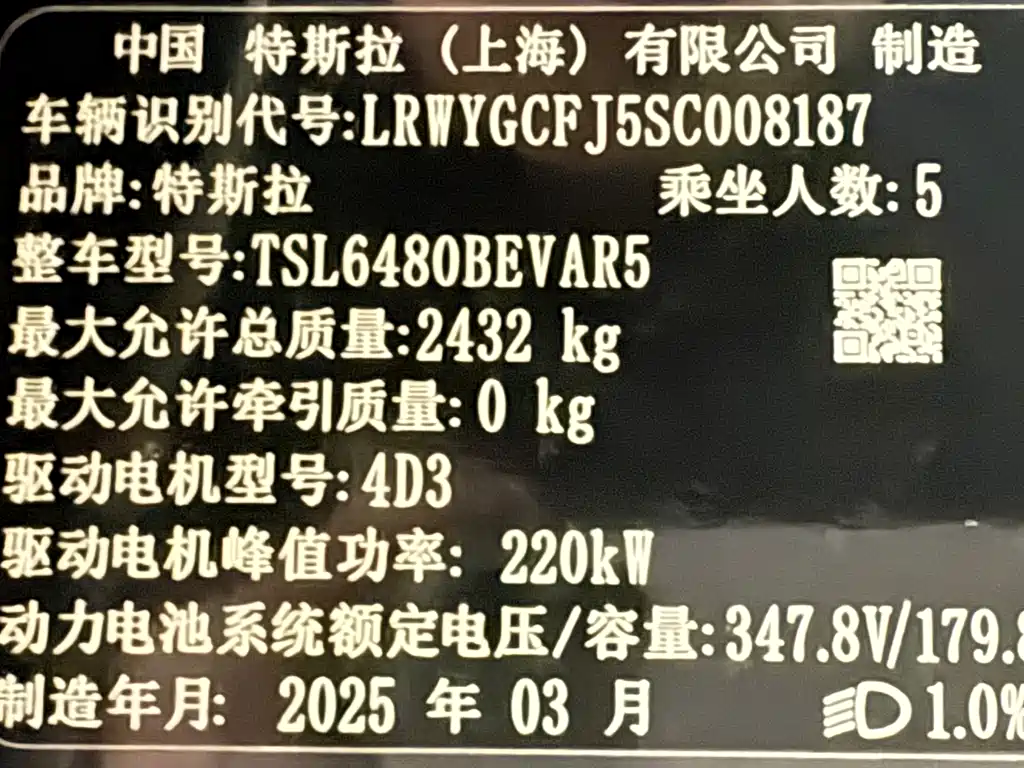 中国 特斯拉（上海）有限公司 制造
车辆识别代号:LRWYGCFJ5SC008187
品牌:特斯拉 乘坐人数:5
整车型号:TSL6480BEVAR5
最大允许总质量:2432 kg
最大允许牵引质量:0 kg
驱动电机型号:4D3
驱动电机峰值功率: 220kW
动力电池系统额定电压/容量:347.8V/179.8
制造年月: 2025 年 03 月 1.0%